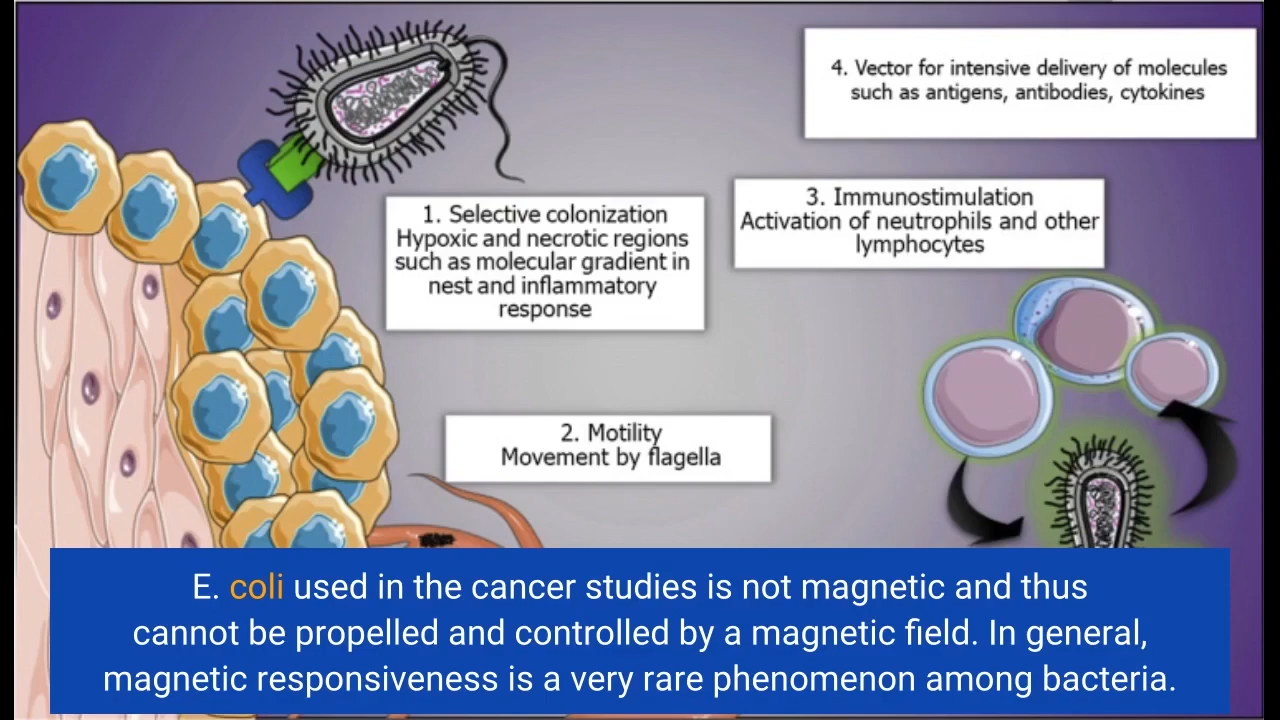 4. Vector for intensive delivery of molecules
such as antigens, antibodies, cytokines
3. Immunostimulation
Activation of neutrophils and other
lymphocytes
1. Selective colonization
Hypoxic and necrotic regions
such as molecular gradient in
nest and inflammatory
response
2. Motility
Movement by flagella
E. coli used in the cancer studies is not magnetic and thus
cannot be propelled and controlled by a magnetic field. In general,
magnetic responsiveness is a very rare phenomenon among bacteria.